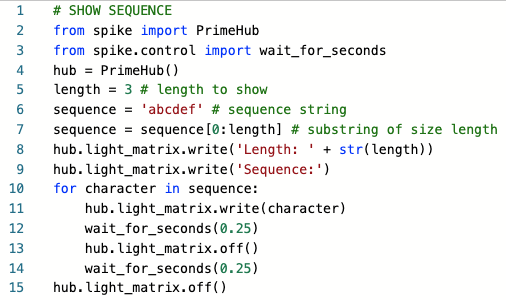 1 # SHOW SEQUENCE
2 from spike import PrimeHub
3 from spike.control import wait_for_seconds
4 hub = PrimeHub()
5 length = 3 # length to show
6 sequence = 'abcdef' # sequence string
7 sequence = sequence[0:length] # substring of size length
8 hub.light_matrix.write('Length: ' + str(length))
9 hub.light_matrix.write('Sequence:')
10 for character in sequence:
11     hub.light_matrix.write(character)
12     wait_for_seconds(0.25)
13     hub.light_matrix.off()
14     wait_for_seconds(0.25)
15 hub.light_matrix.off()